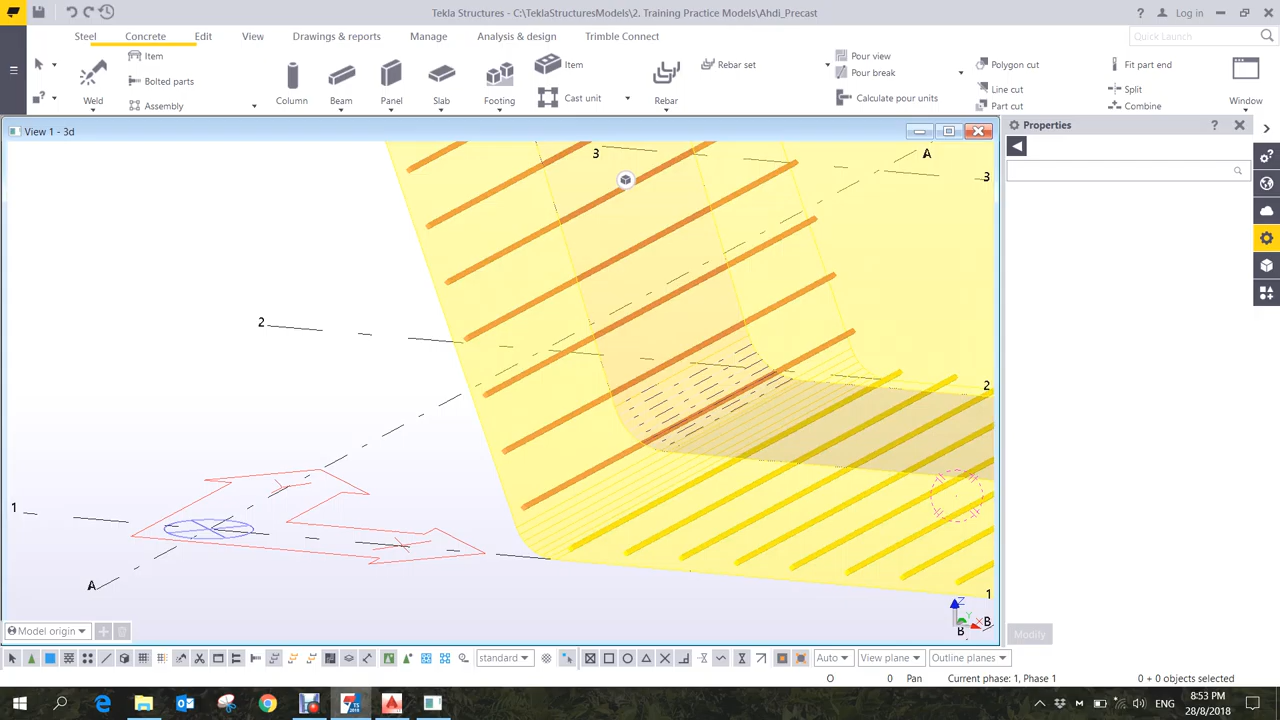 Tekla Structures - C:\TeklaStructuresModels\2. Training Practice Models\Ahdi_Precast
Log in
Steel Concrete Edit View Drawings & reports Manage Analysis & design Trimble Connect
Quick Launch
Item
Bolted parts
Assembly
Weld
Column
Beam
Panel
Slab
Footing
Item
Cast unit
Rebar
Rebar set
Pour view
Pour break
Calculate pour units
Polygon cut
Line cut
Part cut
Fit part end
Split
Combine
Window
View 1 - 3d
Properties
3
A
3
2
2
1
A
1
Z
Y
X
B
B
Model origin
Modify
standard
Auto
View plane
Outline planes
O 0 Pan Current phase: 1, Phase 1 0 + 0 objects selected
TS
2018
ENG
8:53 PM
28/8/2018